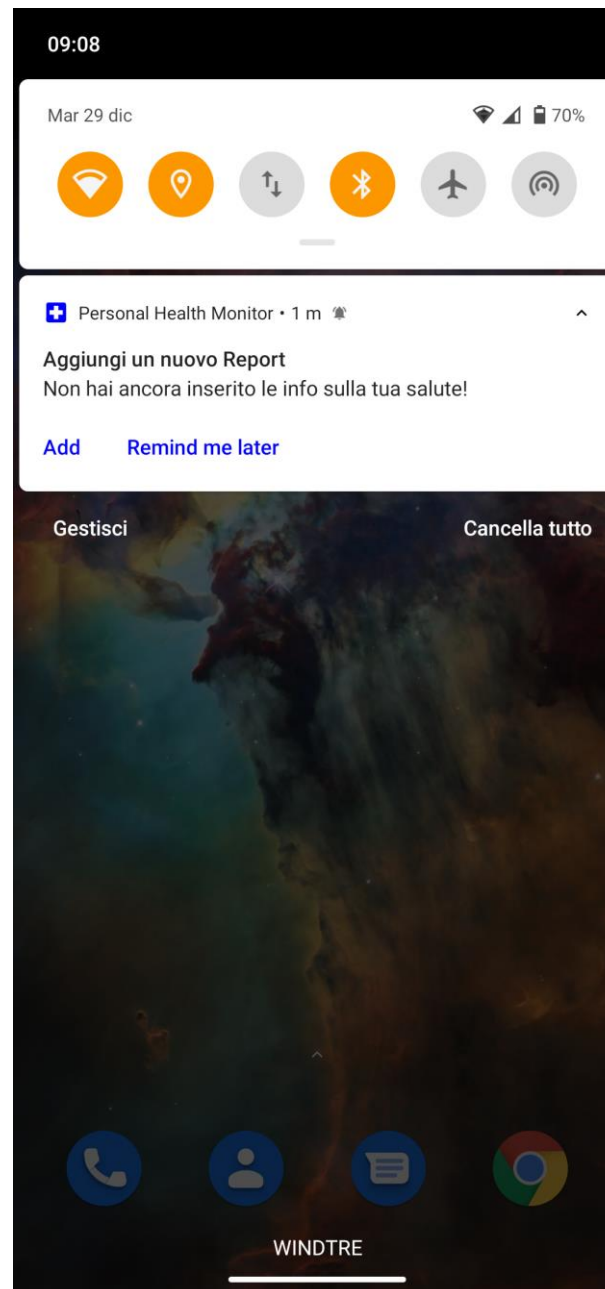 09:08
Mar 29 dic 70%
Personal Health Monitor • 1 m
Aggiungi un nuovo Report
Non hai ancora inserito le info sulla tua salute!
Add Remind me later
Gestisci Cancella tutto
WINDTRE